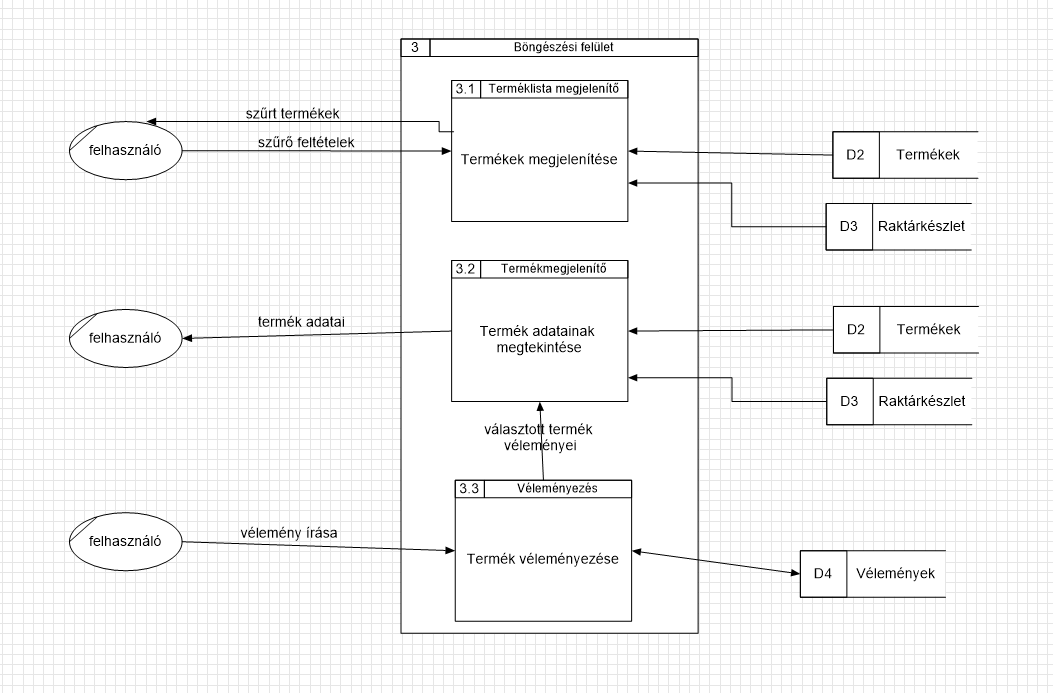 3 Böngészési felület
3.1 Terméklista megjelenítő
szűrt termékek
felhasználó
szűrő feltételek
Termékek megjelenítése
D2 Termékek
D3 Raktárkészlet
3.2 Termékmegjelenítő
termék adatai
felhasználó
Termék adatainak
megtekintése
D2 Termékek
D3 Raktárkészlet
választott termék
véleményei
3.3 Véleményezés
vélemény írása
felhasználó
Termék véleményezése
D4 Vélemények